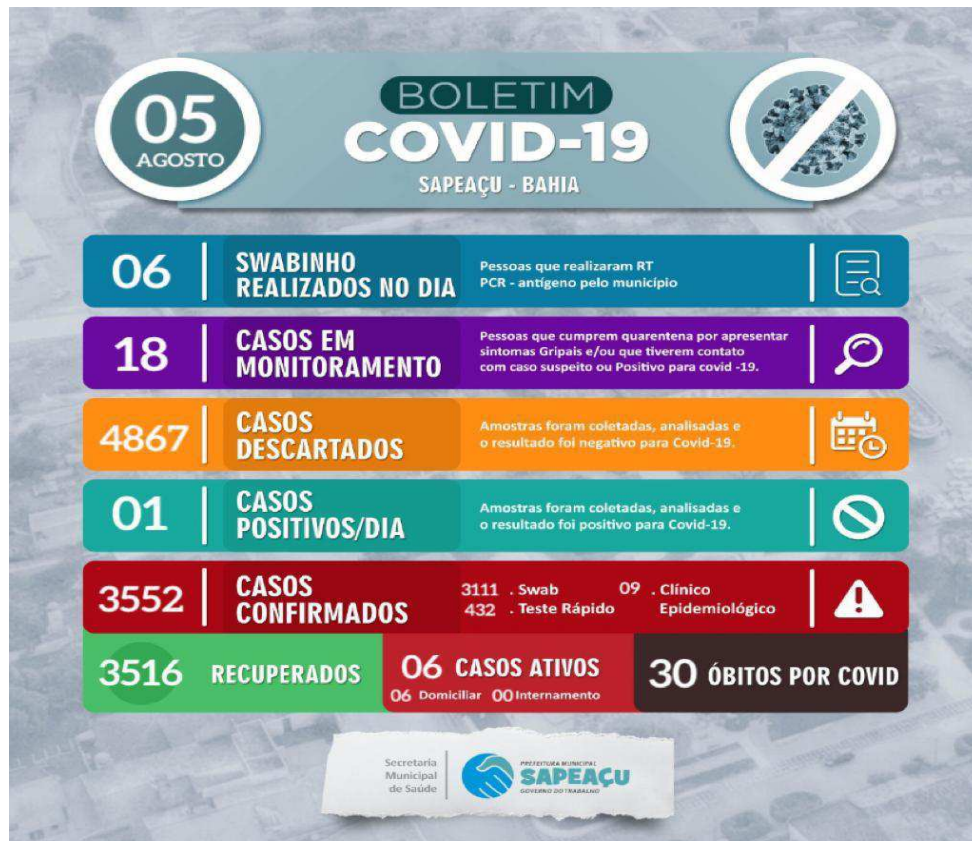 05
AGOSTO
BOLETIM
COVID-19
SAPEAÇU - BAHIA
06
SWABINHO
REALIZADOS NO DIA
Pessoas que realizaram RT
PCR - antígeno pelo município
18
CASOS EM
MONITORAMENTO
Pessoas que cumprem quarentena por apresentar
sintomas Gripais e/ou que tiverem contato
com caso suspeito ou Positivo para covid -19.
4867
CASOS
DESCARTADOS
Amostras foram coletadas, analisadas e
o resultado foi negativo para Covid-19.
01
CASOS
POSITIVOS/DIA
Amostras foram coletadas, analisadas e
o resultado foi positivo para Covid-19.
3552
CASOS
CONFIRMADOS
3111 . Swab
432 . Teste Rápido
09 . Clínico
Epidemiológico
3516 RECUPERADOS
06 CASOS ATIVOS
06 Domiciliar 00 Internamento
30 ÓBITOS POR COVID
Secretaria
Municipal
de Saúde
PREFEITURA MUNICIPAL
SAPEAÇU
GOVERNO DO TRABALHO